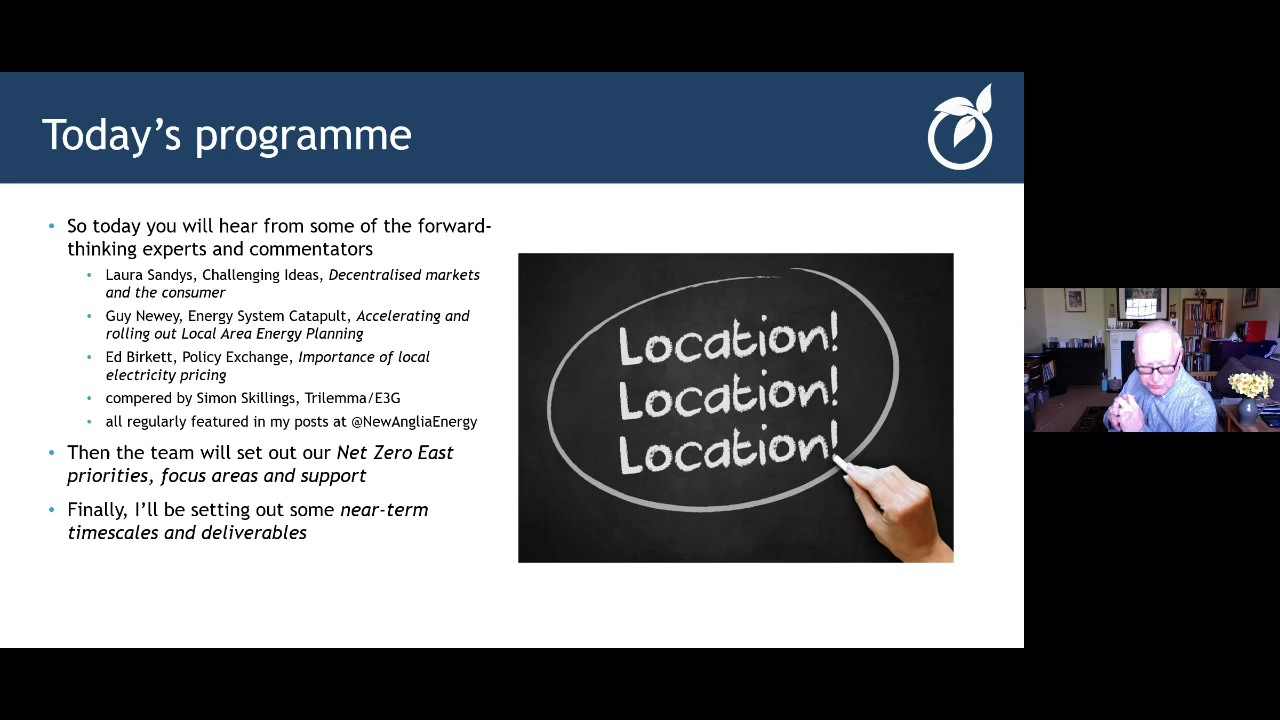 Today’s programme
So today you will hear from some of the forward-
thinking experts and commentators
Laura Sandys, Challenging Ideas, Decentralised markets
and the consumer
Guy Newey, Energy System Catapult, Accelerating and
rolling out Local Area Energy Planning
Ed Birkett, Policy Exchange, Importance of local
electricity pricing
compered by Simon Skillings, Trilemma/E3G
all regularly featured in my posts at @NewAngliaEnergy
Then the team will set out our Net Zero East
priorities, focus areas and support
Finally, I’ll be setting out some near-term
timescales and deliverables
Location!
Location!
Location!